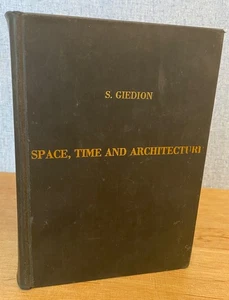 S. GIEDION
SPACE, TIME AND ARCHITECTURE